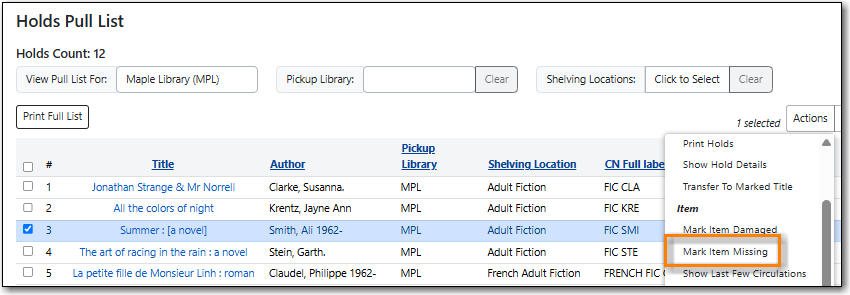 Holds Pull List
Holds Count: 12
View Pull List For: Maple Library (MPL) Pickup Library: Clear Shelving Locations: Click to Select Clear
Print Full List
1 selected Actions
# Title Author Pickup Library Shelving Location CN Full labe
1 Jonathan Strange & Mr Norrell Clarke, Susanna. MPL Adult Fiction FIC CLA
2 All the colors of night Krentz, Jayne Ann MPL Adult Fiction FIC KRE
3 Summer : [a novel] Smith, Ali 1962- MPL Adult Fiction FIC SMI
4 The art of racing in the rain : a novel Stein, Garth. MPL Adult Fiction FIC STE
5 La petite fille de Monsieur Linh : roman Claudel, Philippe 1962- MPL French Adult Fiction FRENCH FIC
Print Holds
Show Hold Details
Transfer To Marked Title
Item
Mark Item Damaged
Mark Item Missing
Show Last Few Circulations